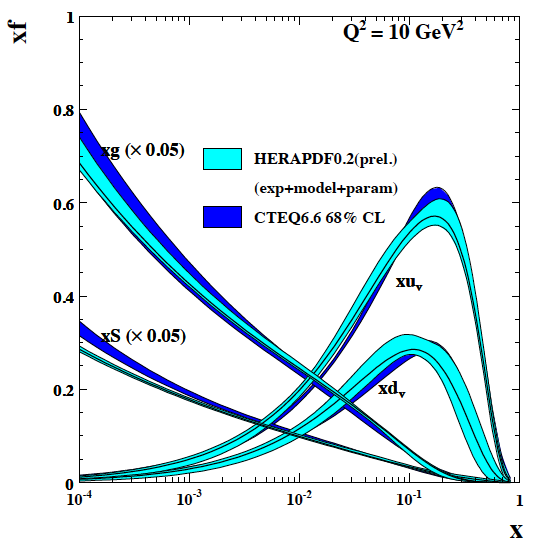 xf
Q² = 10 GeV²
1
0.8
0.6
0.4
0.2
0
xg (× 0.05)
HERAPDF0.2(prel.)
(exp+model+param)
CTEQ6.6 68% CL
xuᵥ
xS (× 0.05)
xdᵥ
10⁻⁴ 10⁻³ 10⁻² 10⁻¹ 1
x